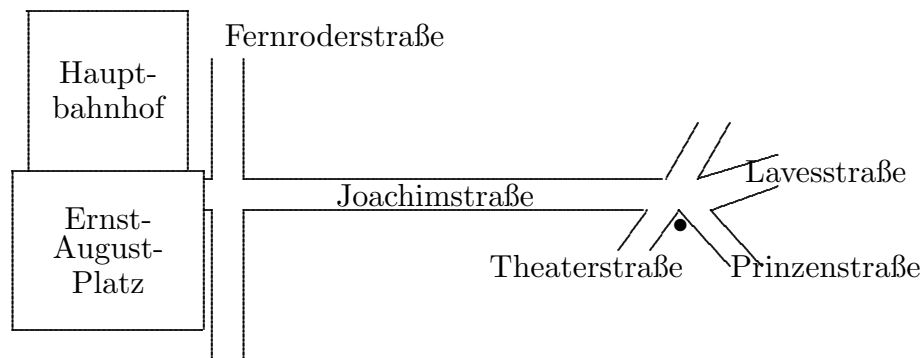 Fernroderstraße
Haupt-
bahnhof
Joachimstraße
Lavesstraße
Ernst-
August-
Platz
Theaterstraße
Prinzenstraße